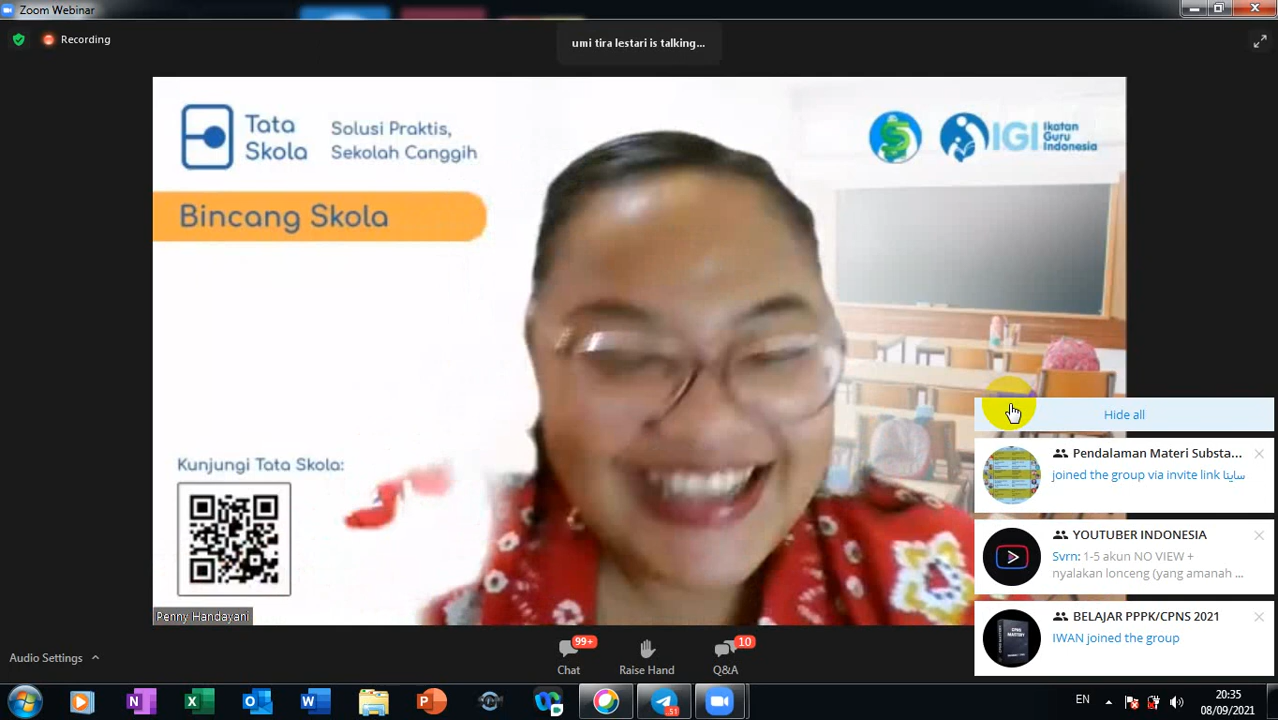 Zoom Webinar
Recording
umi tira lestari is talking...
Tata
Skola
Solusi Praktis,
Sekolah Canggih
IGI Ikatan
Guru
Indonesia
Bincang Skola
Kunjungi Tata Skola:
Penny Handayani
Hide all
Pendalaman Materi Substa...
joined the group via invite link ساينا
YOUTUBER INDONESIA
Svrn: 1-5 akun NO VIEW +
nyalakan lonceng (yang amanah ...
BELAJAR PPPK/CPNS 2021
IWAN joined the group
Audio Settings
99+
Chat
Raise Hand
10
Q&A
51
EN
20:35
08/09/2021